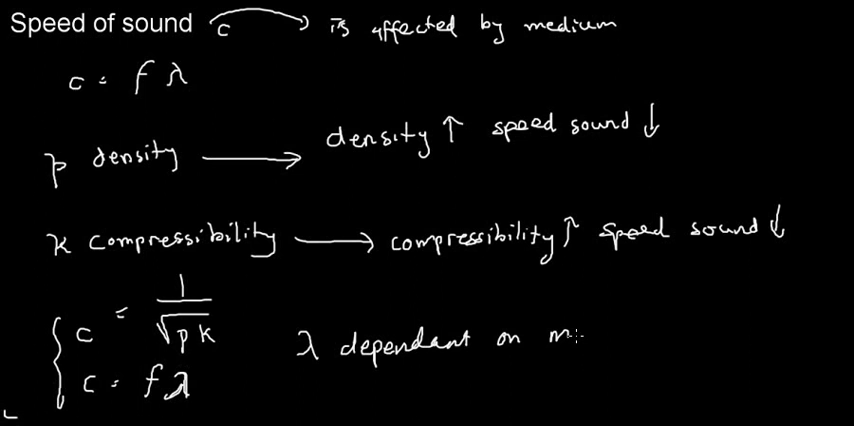 Speed of sound c → is affected by medium
c = f λ
ρ density → density ↑ speed sound ↓
κ compressibility → compressibility ↑ speed sound ↓
c = 1/√ρκ
c = fλ
λ dependant on m